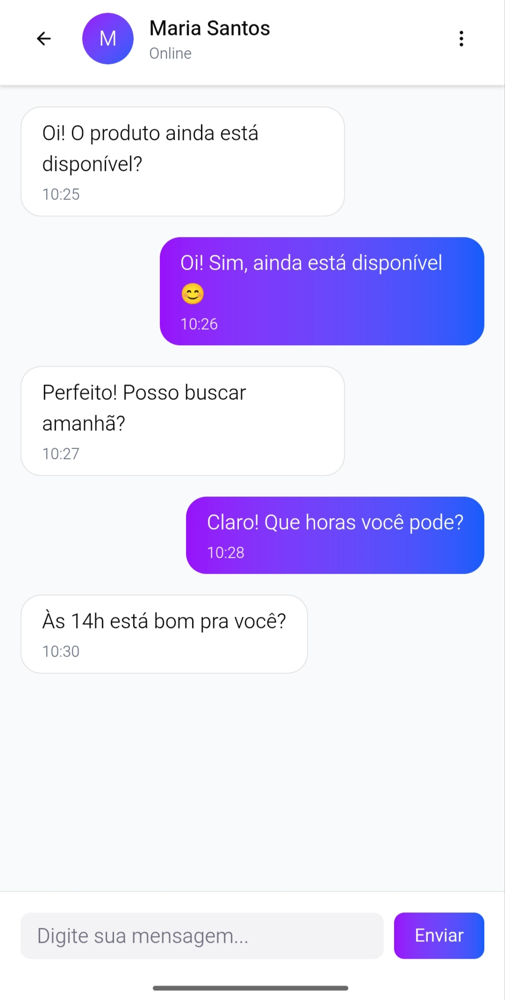 M
Maria Santos
Online
Oi! O produto ainda está
disponível?
10:25
Oi! Sim, ainda está disponível
😊
10:26
Perfeito! Posso buscar
amanhã?
10:27
Claro! Que horas você pode?
10:28
Às 14h está bom pra você?
10:30
Digite sua mensagem...
Enviar